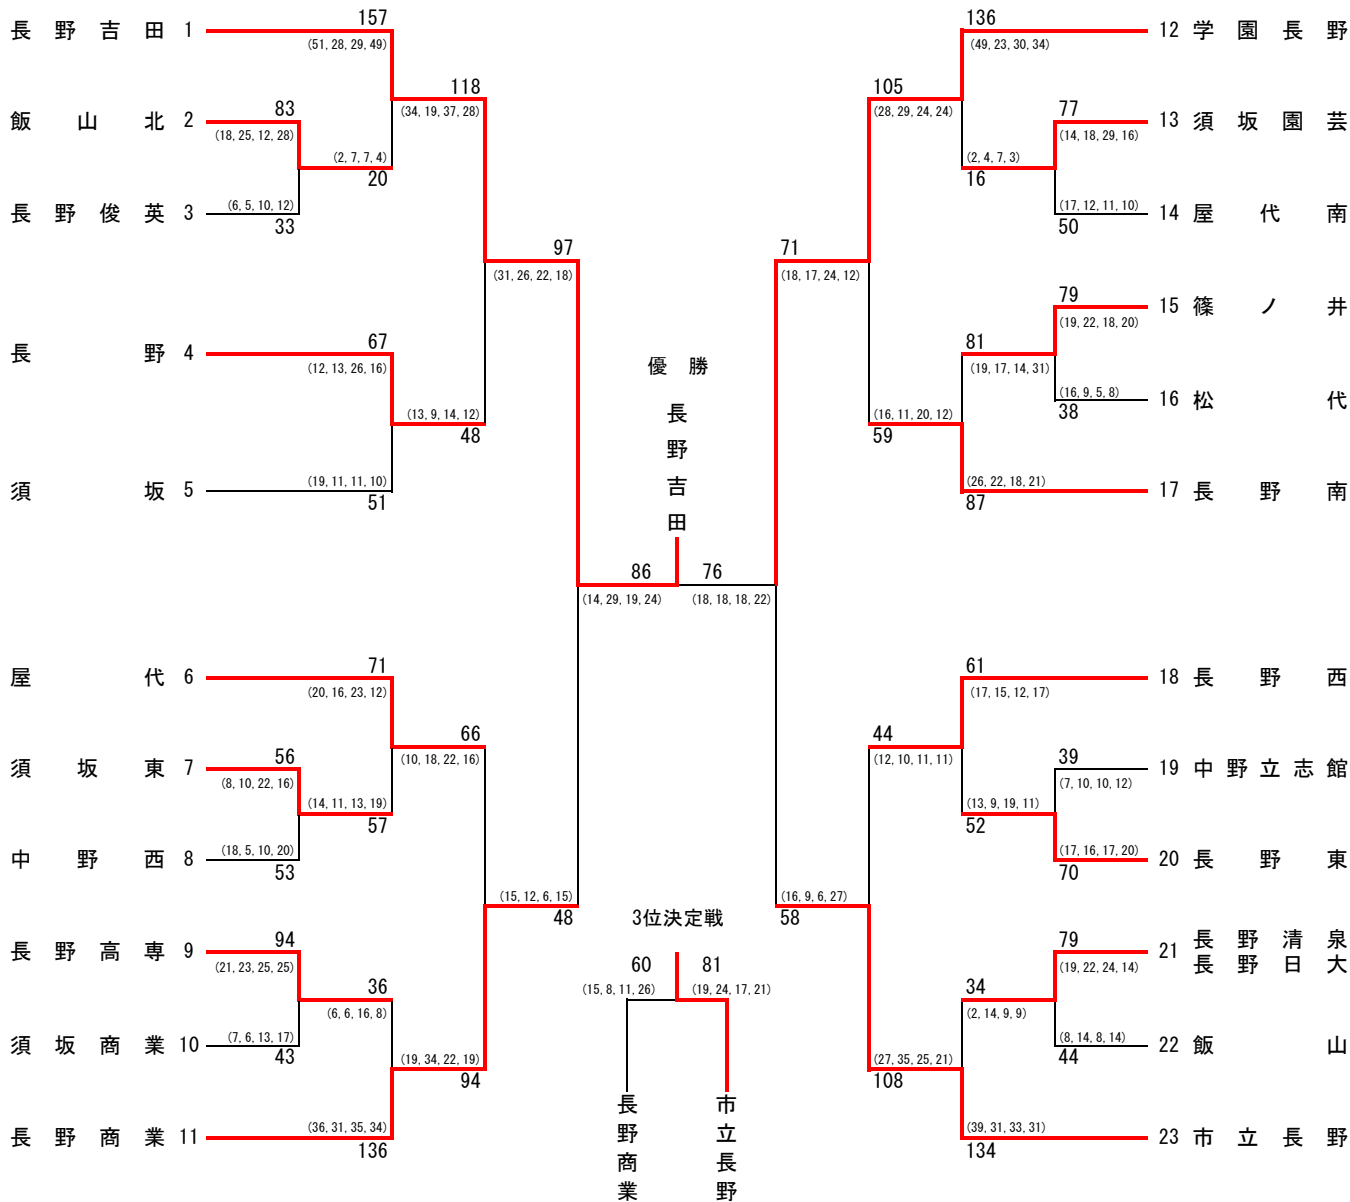 長野吉田 1 157 136 12 学園長野
(51, 28, 29, 49) (49, 23, 30, 34)
118 105
飯山北 2 83 (34, 19, 37, 28) (28, 29, 24, 24) 77 13 須坂園芸
(18, 25, 12, 28) (14, 18, 29, 16)
(2, 7, 7, 4) (2, 4, 7, 3)
20 16
長野俊英 3 (6, 5, 10, 12) (17, 12, 11, 10) 14 屋代南
33 50
97 71
(31, 26, 22, 18) (18, 17, 24, 12)
79 15 篠ノ井
(19, 22, 18, 20)
長野 4 67 81
(12, 13, 26, 16) 優勝 (19, 17, 14, 31)
(16, 9, 5, 8) 16 松代
38
長野吉田
(13, 9, 14, 12) (16, 11, 20, 12)
48 59
須坂 5 (19, 11, 11, 10) (26, 22, 18, 21) 17 長野南
51 87
86 76
(14, 29, 19, 24) (18, 18, 18, 22)
屋代 6 71 61 18 長野西
(20, 16, 23, 12) (17, 15, 12, 17)
66 44
須坂東 7 56 (10, 18, 22, 16) (12, 10, 11, 11) 39 19 中野立志館
(8, 10, 22, 16) (7, 10, 10, 12)
(14, 11, 13, 19) (13, 9, 19, 11)
57 52
中野西 8 (18, 5, 10, 20) (17, 16, 17, 20) 20 長野東
53 70
(15, 12, 6, 15) (16, 9, 6, 27)
48 3位決定戦 58
長野高専 9 94 79 21 長野清泉
長野日大
(21, 23, 25, 25) 60 81 (19, 22, 24, 14)
36 (15, 8, 11, 26) (19, 24, 17, 21) 34
(6, 6, 16, 8) (2, 14, 9, 9)
須坂商業 10 (7, 6, 13, 17) (8, 14, 8, 14) 22 飯山
43 44
(19, 34, 22, 19) (27, 35, 25, 21)
94 108
長野商業 市立長野
長野商業 11 (36, 31, 35, 34) (39, 31, 33, 31) 23 市立長野
136 134